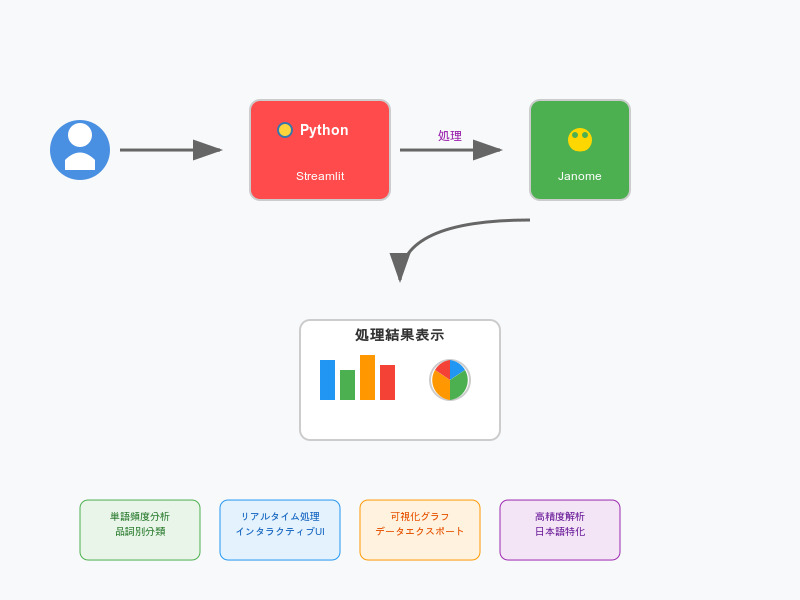 Python
Streamlit
処理
Janome
処理結果表示
単語頻度分析
品詞別分類
リアルタイム処理
インタラクティブUI
可視化グラフ
データエクスポート
高精度解析
日本語特化